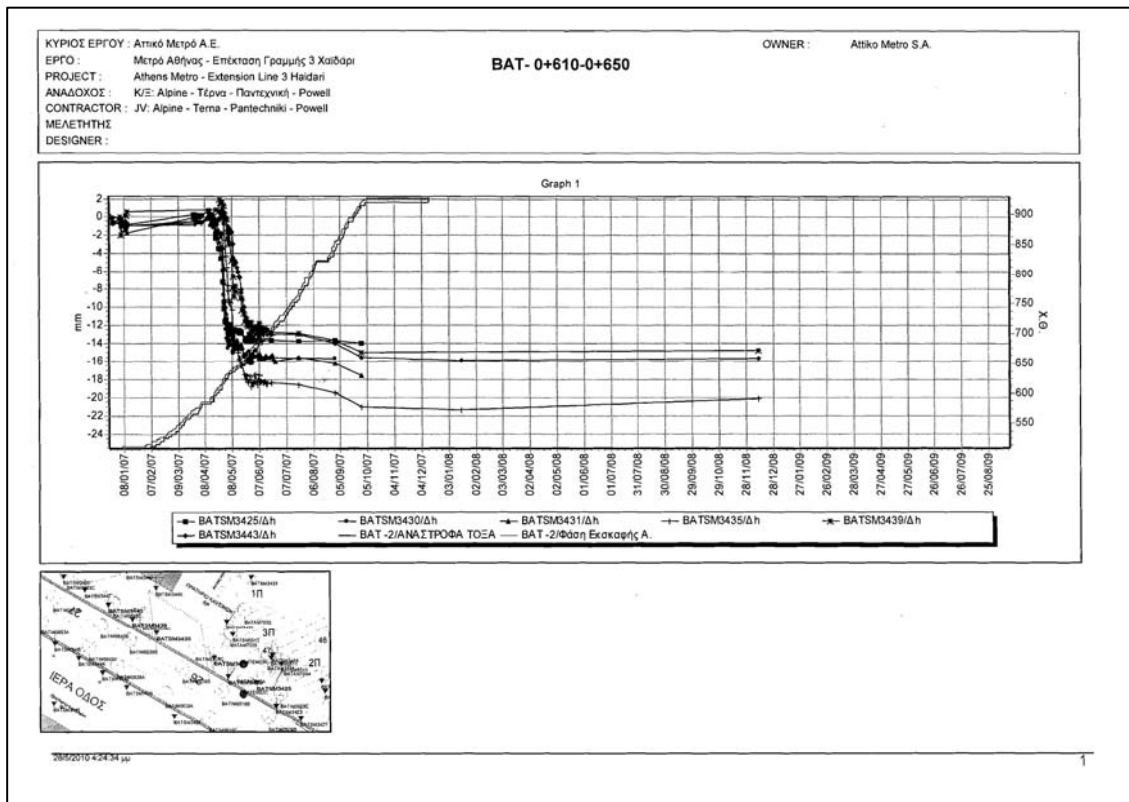 ΚΥΡΙΟΣ ΕΡΓΟΥ : Αττικό Μετρό Α.Ε.
ΕΡΓΟ : Μετρό Αθήνας - Επέκταση Γραμμής 3 Χαϊδάρι
PROJECT : Athens Metro - Extension Line 3 Haidari
ΑΝΑΔΟΧΟΣ : Κ/Ξ: Alpine - Τέρνα - Παντεχνική - Powell
CONTRACTOR : JV: Alpine - Terna - Pantechniki - Powell
ΜΕΛΕΤΗΤΗΣ
DESIGNER :
BAT- 0+610-0+650
OWNER : Attiko Metro S.A.
Graph 1
2
0
-2
-4
-6
-8
-10
-12
-14
-16
-18
-20
-22
-24
mm
900
850
800
750
700
650
600
550
Χ.Θ.
08/01/07
07/02/07
09/03/07
08/04/07
08/05/07
07/06/07
07/07/07
06/08/07
05/09/07
05/10/07
04/11/07
04/12/07
03/01/08
02/02/08
03/03/08
02/04/08
02/05/08
01/06/08
01/07/08
31/07/08
30/08/08
29/09/08
29/10/08
28/11/08
28/12/08
27/01/09
26/02/09
28/03/09
27/04/09
27/05/09
26/06/09
26/07/09
25/08/09
BATSM3425/Δh
BATSM3430/Δh
BATSM3431/Δh
BATSM3435/Δh
BATSM3439/Δh
BATSM3443/Δh
BAT -2/ΑΝΑΣΤΡΟΦΑ ΤΟΞΑ
BAT -2/Φάση Εκσκαφής Α.
1Π
3Π
2Π
ΙΕΡΑ ΟΔΟΣ
28/5/2010 4:24:34 μμ
1